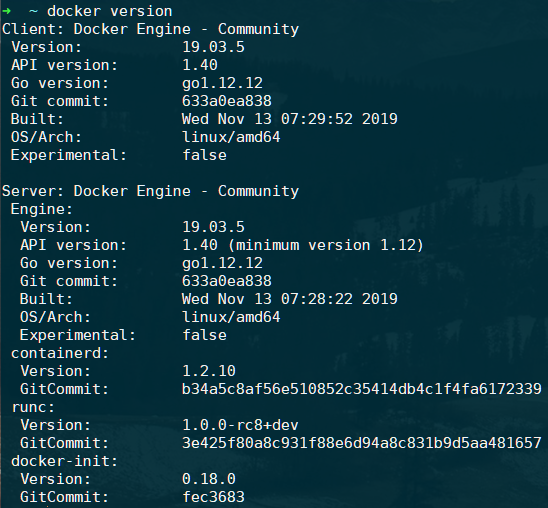 ➜  ~ docker version
Client: Docker Engine - Community
 Version:           19.03.5
 API version:       1.40
 Go version:        go1.12.12
 Git commit:        633a0ea838
 Built:             Wed Nov 13 07:29:52 2019
 OS/Arch:           linux/amd64
 Experimental:      false

Server: Docker Engine - Community
 Engine:
  Version:          19.03.5
  API version:      1.40 (minimum version 1.12)
  Go version:       go1.12.12
  Git commit:       633a0ea838
  Built:            Wed Nov 13 07:28:22 2019
  OS/Arch:          linux/amd64
  Experimental:     false
 containerd:
  Version:          1.2.10
  GitCommit:        b34a5c8af56e510852c35414db4c1f4fa6172339
 runc:
  Version:          1.0.0-rc8+dev
  GitCommit:        3e425f80a8c931f88e6d94a8c831b9d5aa481657
 docker-init:
  Version:          0.18.0
  GitCommit:        fec3683